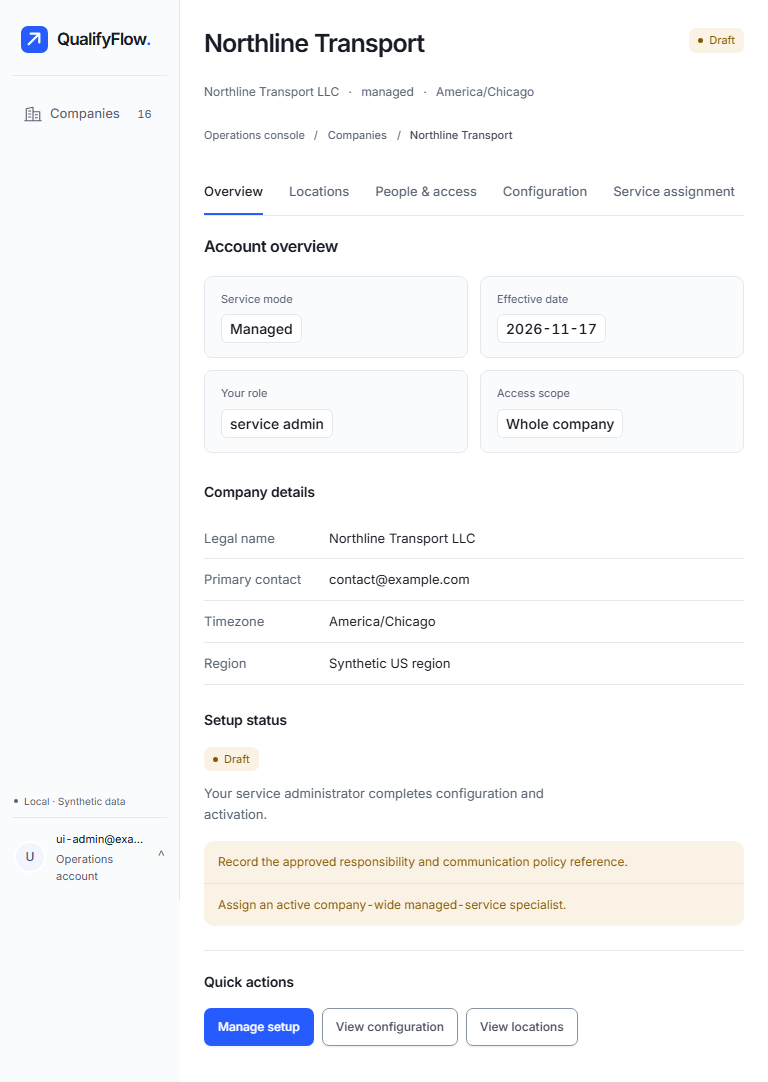 QualifyFlow.
Companies 16
Local · Synthetic data
U
ui-admin@exa...
Operations
account
^
Northline Transport
Draft
Northline Transport LLC · managed · America/Chicago
Operations console / Companies / Northline Transport
Overview Locations People & access Configuration Service assignment
Account overview
Service mode
Managed
Effective date
2026-11-17
Your role
service admin
Access scope
Whole company
Company details
Legal name Northline Transport LLC
Primary contact contact@example.com
Timezone America/Chicago
Region Synthetic US region
Setup status
Draft
Your service administrator completes configuration and
activation.
Record the approved responsibility and communication policy reference.
Assign an active company-wide managed-service specialist.
Quick actions
Manage setup View configuration View locations